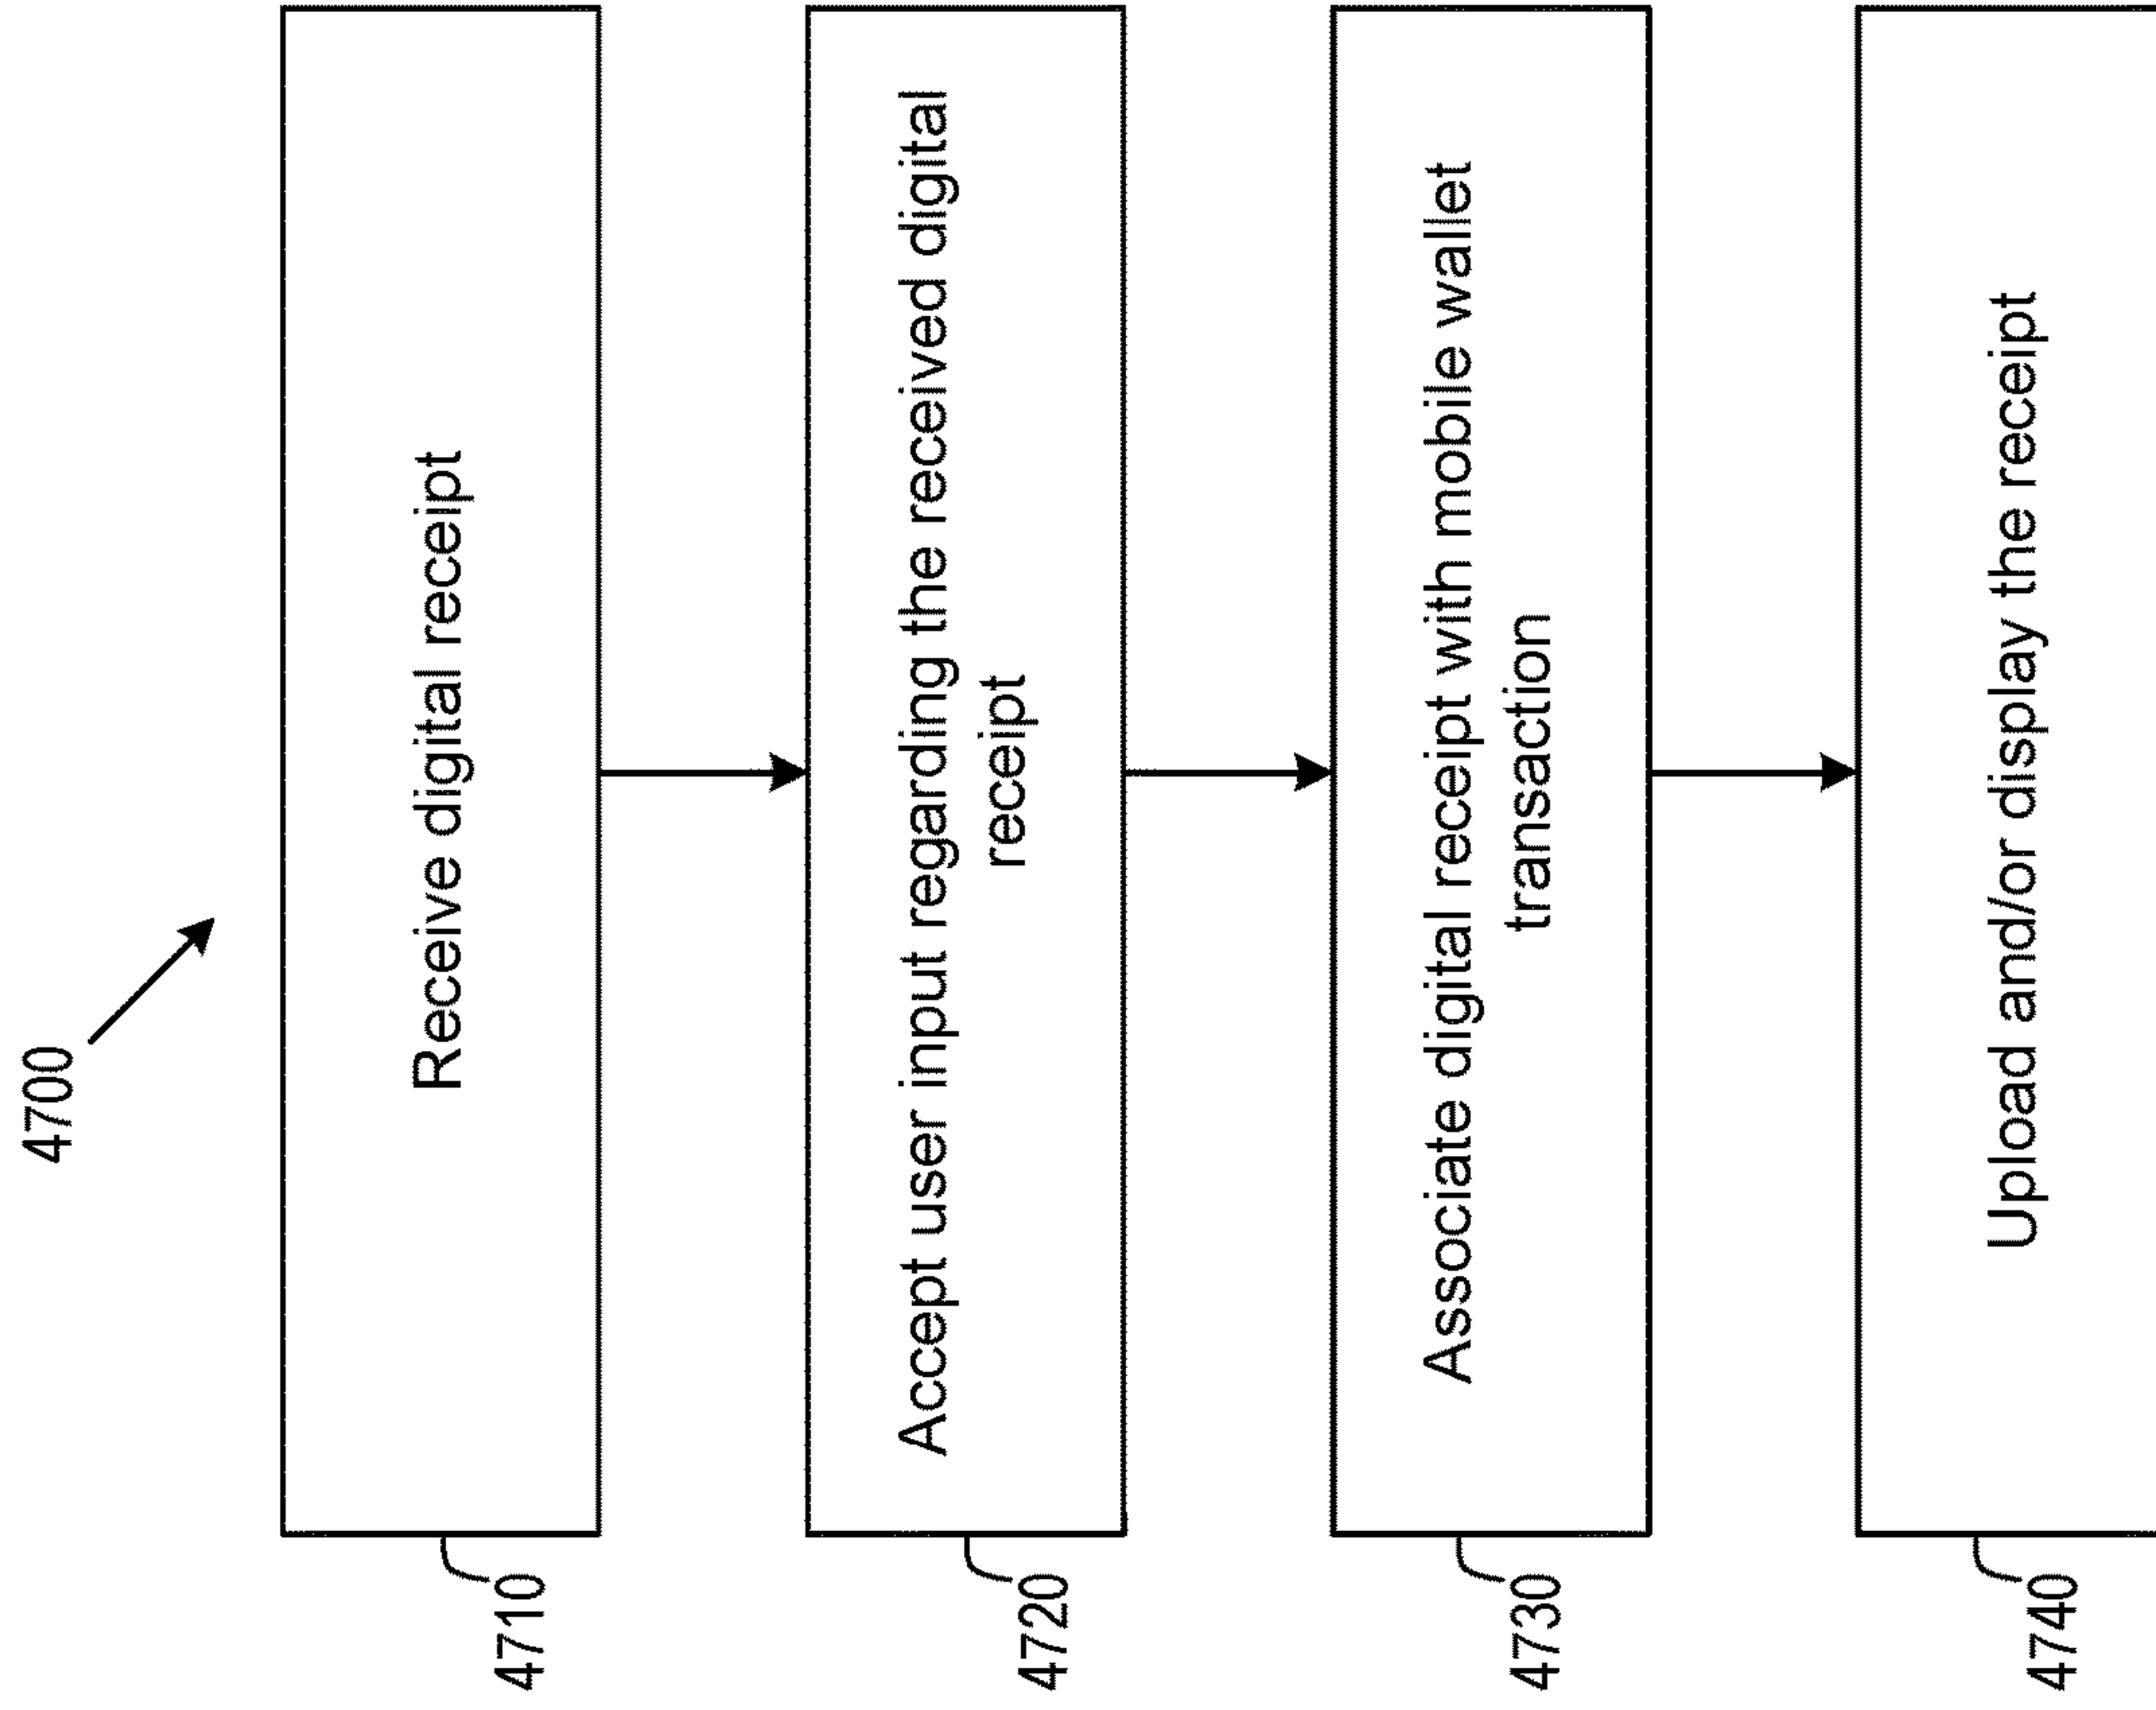 4700
Receive digital receipt
4710
Accept user input regarding the received digital
receipt
4720
Associate digital receipt with mobile wallet
transaction
4730
Upload and/or display the receipt
4740